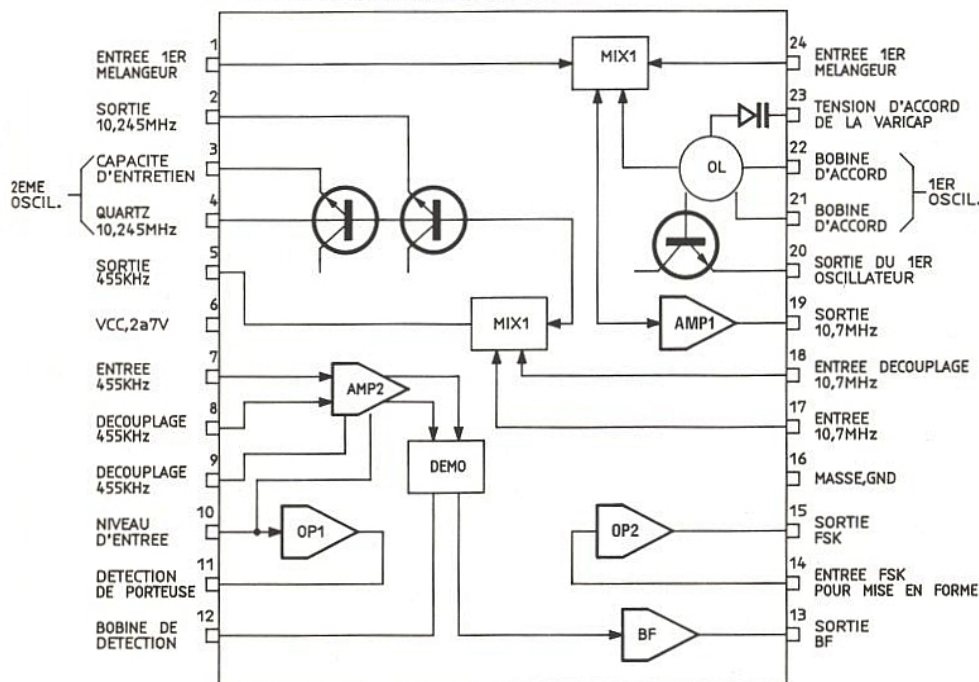 1
ENTREE 1ER
MELANGEUR
2
SORTIE
10,245MHz
3
CAPACITE
D'ENTRETIEN
2EME
OSCIL.
4
QUARTZ
10,245MHz
5
SORTIE
455KHz
6
VCC,2a7V
7
ENTREE
455KHz
8
DECOUPLAGE
455KHz
9
DECOUPLAGE
455KHz
10
NIVEAU
D'ENTREE
11
DETECTION
DE PORTEUSE
12
BOBINE DE
DETECTION
MIX1
OL
MIX1
AMP1
AMP2
DEMO
OP1
OP2
BF
24
ENTREE 1ER
MELANGEUR
23
TENSION D'ACCORD
DE LA VARICAP
22
BOBINE
D'ACCORD
1ER
OSCIL.
21
BOBINE
D'ACCORD
20
SORTIE DU 1ER
OSCILLATEUR
19
SORTIE
10,7MHz
18
ENTREE DECOUPLAGE
10,7MHz
17
ENTREE
10,7MHz
16
MASSE,GND
15
SORTIE
FSK
14
ENTREE FSK
POUR MISE EN FORME
13
SORTIE
BF